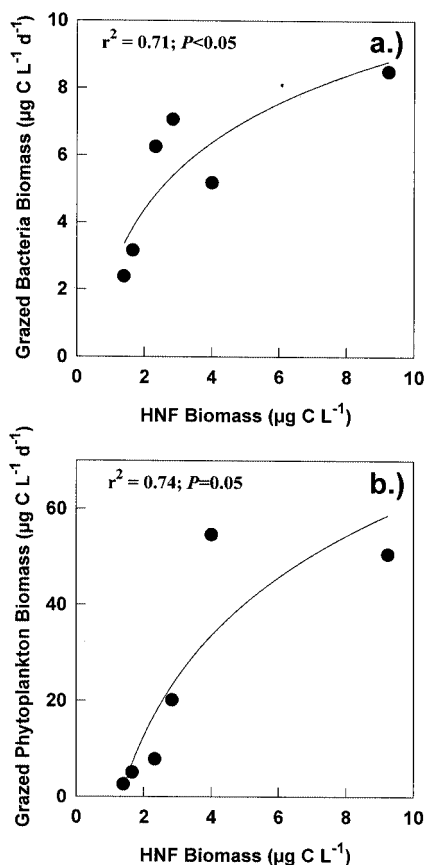 r² = 0.71; P<0.05
a.)
10
8
6
4
2
0
Grazed Bacteria Biomass (µg C L⁻¹ d⁻¹)
0 2 4 6 8 10
HNF Biomass (µg C L⁻¹)
r² = 0.74; P=0.05
b.)
60
40
20
0
Grazed Phytoplankton Biomass (µg C L⁻¹ d⁻¹)
0 2 4 6 8 10
HNF Biomass (µg C L⁻¹)